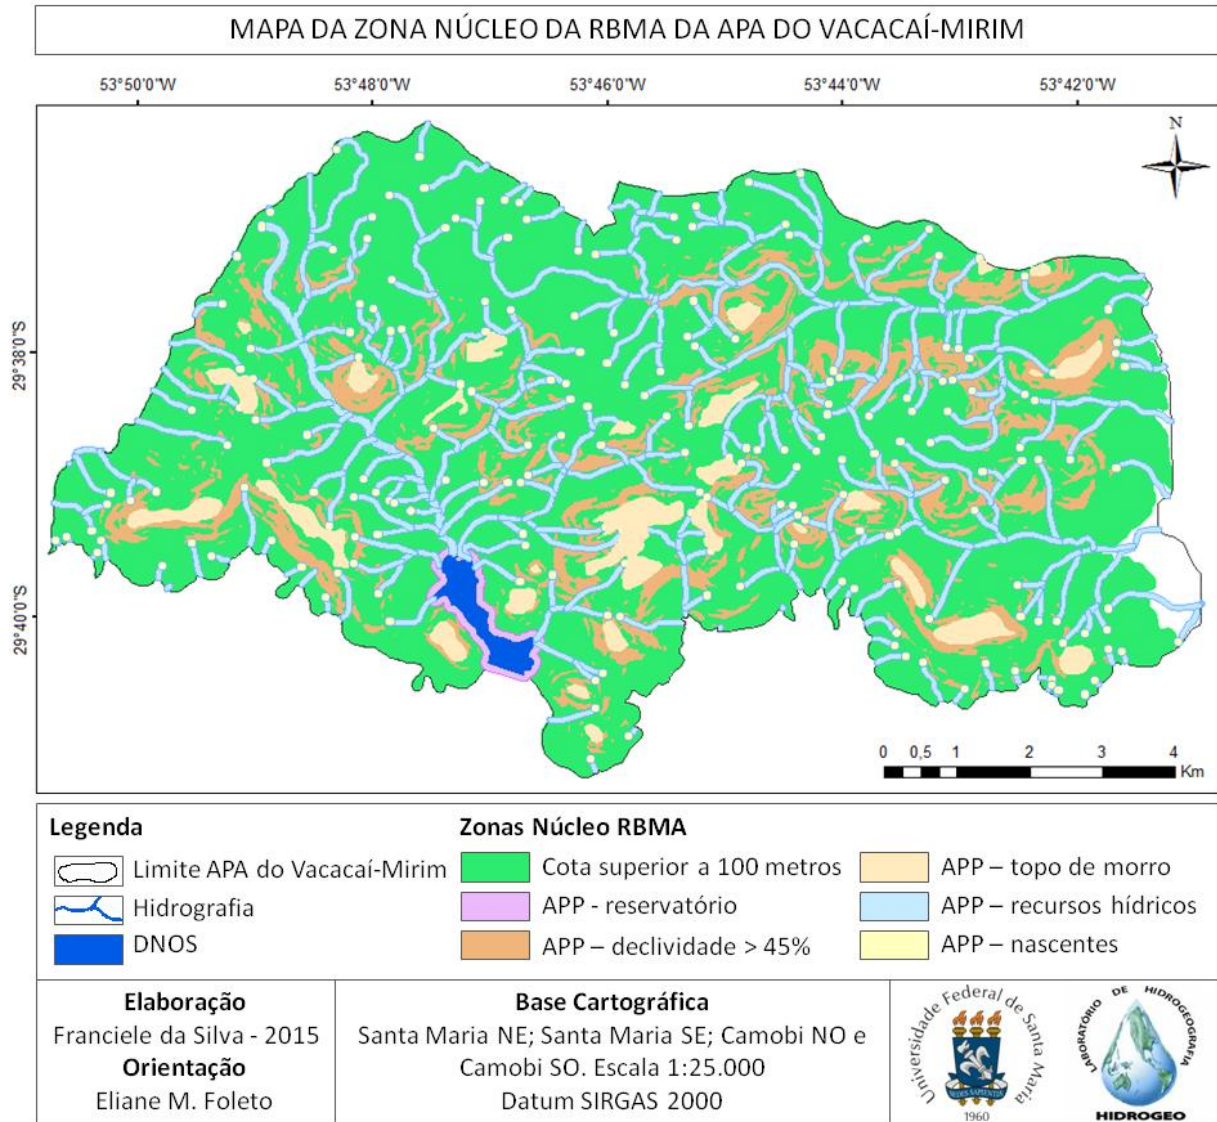 MAPA DA ZONA NÚCLEO DA RBMA DA APA DO VACACAÍ-MIRIM
53°50'0"W 53°48'0"W 53°46'0"W 53°44'0"W 53°42'0"W
N
29°38'0"S
29°40'0"S
0 0,5 1 2 3 4
Km
Legenda
Limite APA do Vacacaí-Mirim
Hidrografia
DNOS
Zonas Núcleo RBMA
Cota superior a 100 metros
APP - reservatório
APP – declividade > 45%
APP – topo de morro
APP – recursos hídricos
APP – nascentes
Elaboração
Franciele da Silva - 2015
Orientação
Eliane M. Foleto
Base Cartográfica
Santa Maria NE; Santa Maria SE; Camobi NO e
Camobi SO. Escala 1:25.000
Datum SIRGAS 2000
Universidade Federal de Santa Maria
SEDES SAPIENTIAE
1960
LABORATÓRIO DE HIDROGEOGRAFIA
HIDROGEO